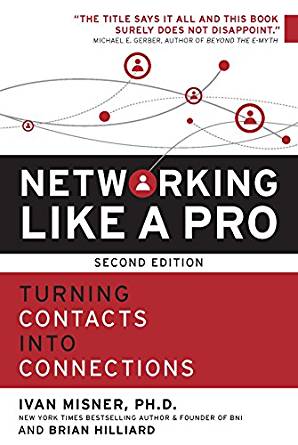 "THE TITLE SAYS IT ALL AND THIS BOOK
SURELY DOES NOT DISAPPOINT."
MICHAEL E. GERBER, AUTHOR OF BEYOND THE E-MYTH
NETWORKING
LIKE A PRO
SECOND EDITION
TURNING
CONTACTS
INTO
CONNECTIONS
IVAN MISNER, PH.D.
NEW YORK TIMES BESTSELLING AUTHOR & FOUNDER OF BNI
AND BRIAN HILLIARD